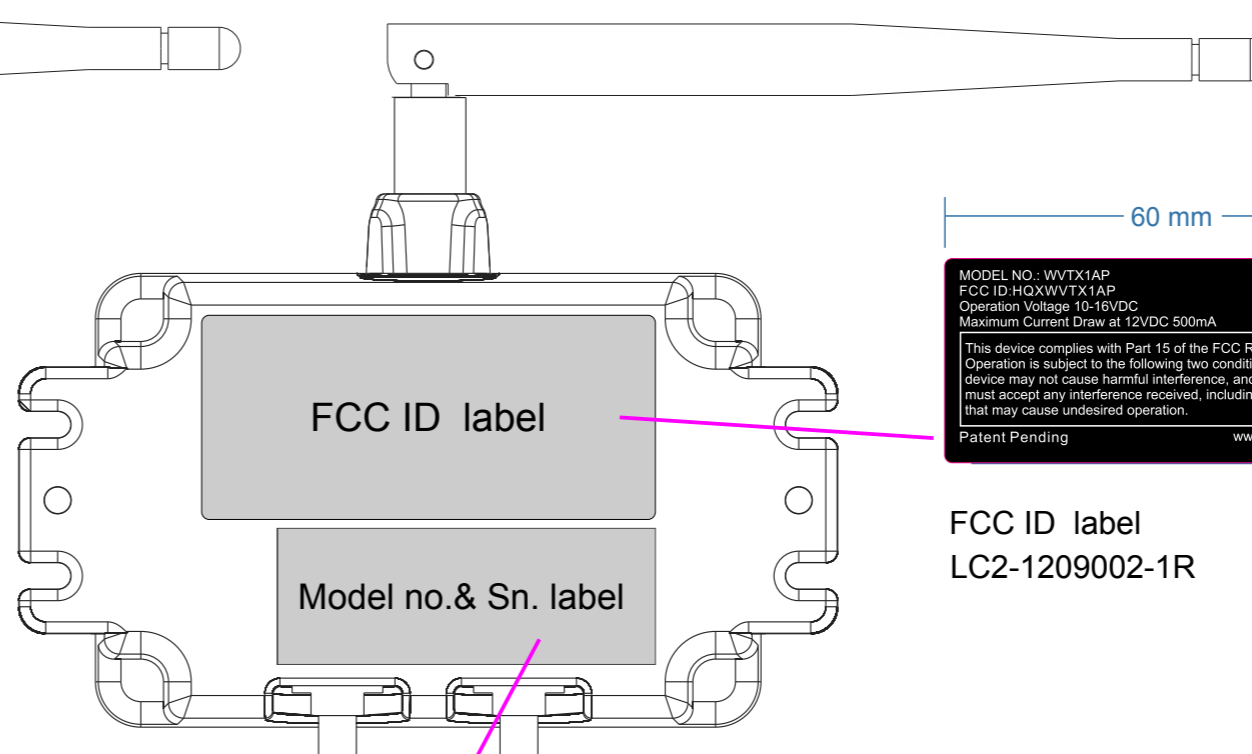 60 mm
MODEL NO.: WVTX1AP
FCC ID:HQXWVTX1AP
Operation Voltage 10-16VDC
Maximum Current Draw at 12VDC 500mA
This device complies with Part 15 of the FCC
Operation is subject to the following two
device may not cause harmful interference,
must accept any interference received,
that may cause undesired operation.
Patent Pending
FCC ID label
Model no.& Sn. label
FCC ID label
LC2-1209002-1R